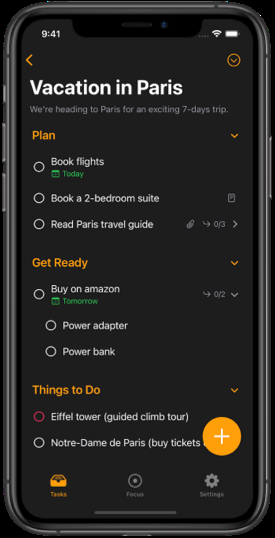 9:41
Vacation in Paris
We're heading to Paris for an exciting 7-days trip.
Plan
Book flights
Today
Book a 2-bedroom suite
Read Paris travel guide 0/3
Get Ready
Buy on amazon 0/2
Tomorrow
Power adapter
Power bank
Things to Do
Eiffel tower (guided climb tour)
Notre-Dame de Paris (buy tickets
Tasks Focus Settings